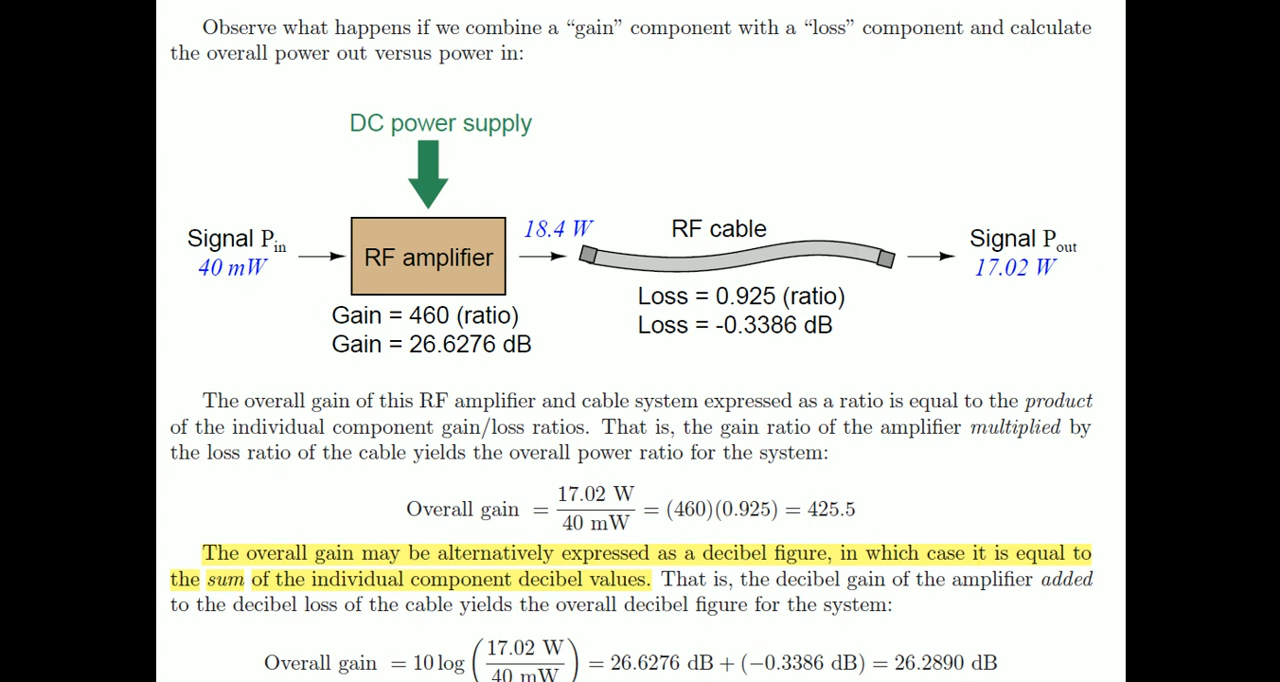 Observe what happens if we combine a “gain” component with a “loss” component and calculate
the overall power out versus power in:
DC power supply
Signal Pin
40 mW
RF amplifier
Gain = 460 (ratio)
Gain = 26.6276 dB
18.4 W
RF cable
Loss = 0.925 (ratio)
Loss = -0.3386 dB
Signal Pout
17.02 W
The overall gain of this RF amplifier and cable system expressed as a ratio is equal to the product
of the individual component gain/loss ratios. That is, the gain ratio of the amplifier multiplied by
the loss ratio of the cable yields the overall power ratio for the system:
Overall gain = 17.02 W / 40 mW = (460)(0.925) = 425.5
The overall gain may be alternatively expressed as a decibel figure, in which case it is equal to
the sum of the individual component decibel values. That is, the decibel gain of the amplifier added
to the decibel loss of the cable yields the overall decibel figure for the system:
Overall gain = 10 log (17.02 W / 40 mW) = 26.6276 dB + (−0.3386 dB) = 26.2890 dB